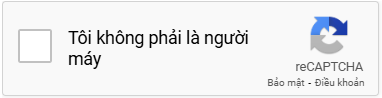 Tôi không phải là người
máy
reCAPTCHA
Bảo mật - Điều khoản